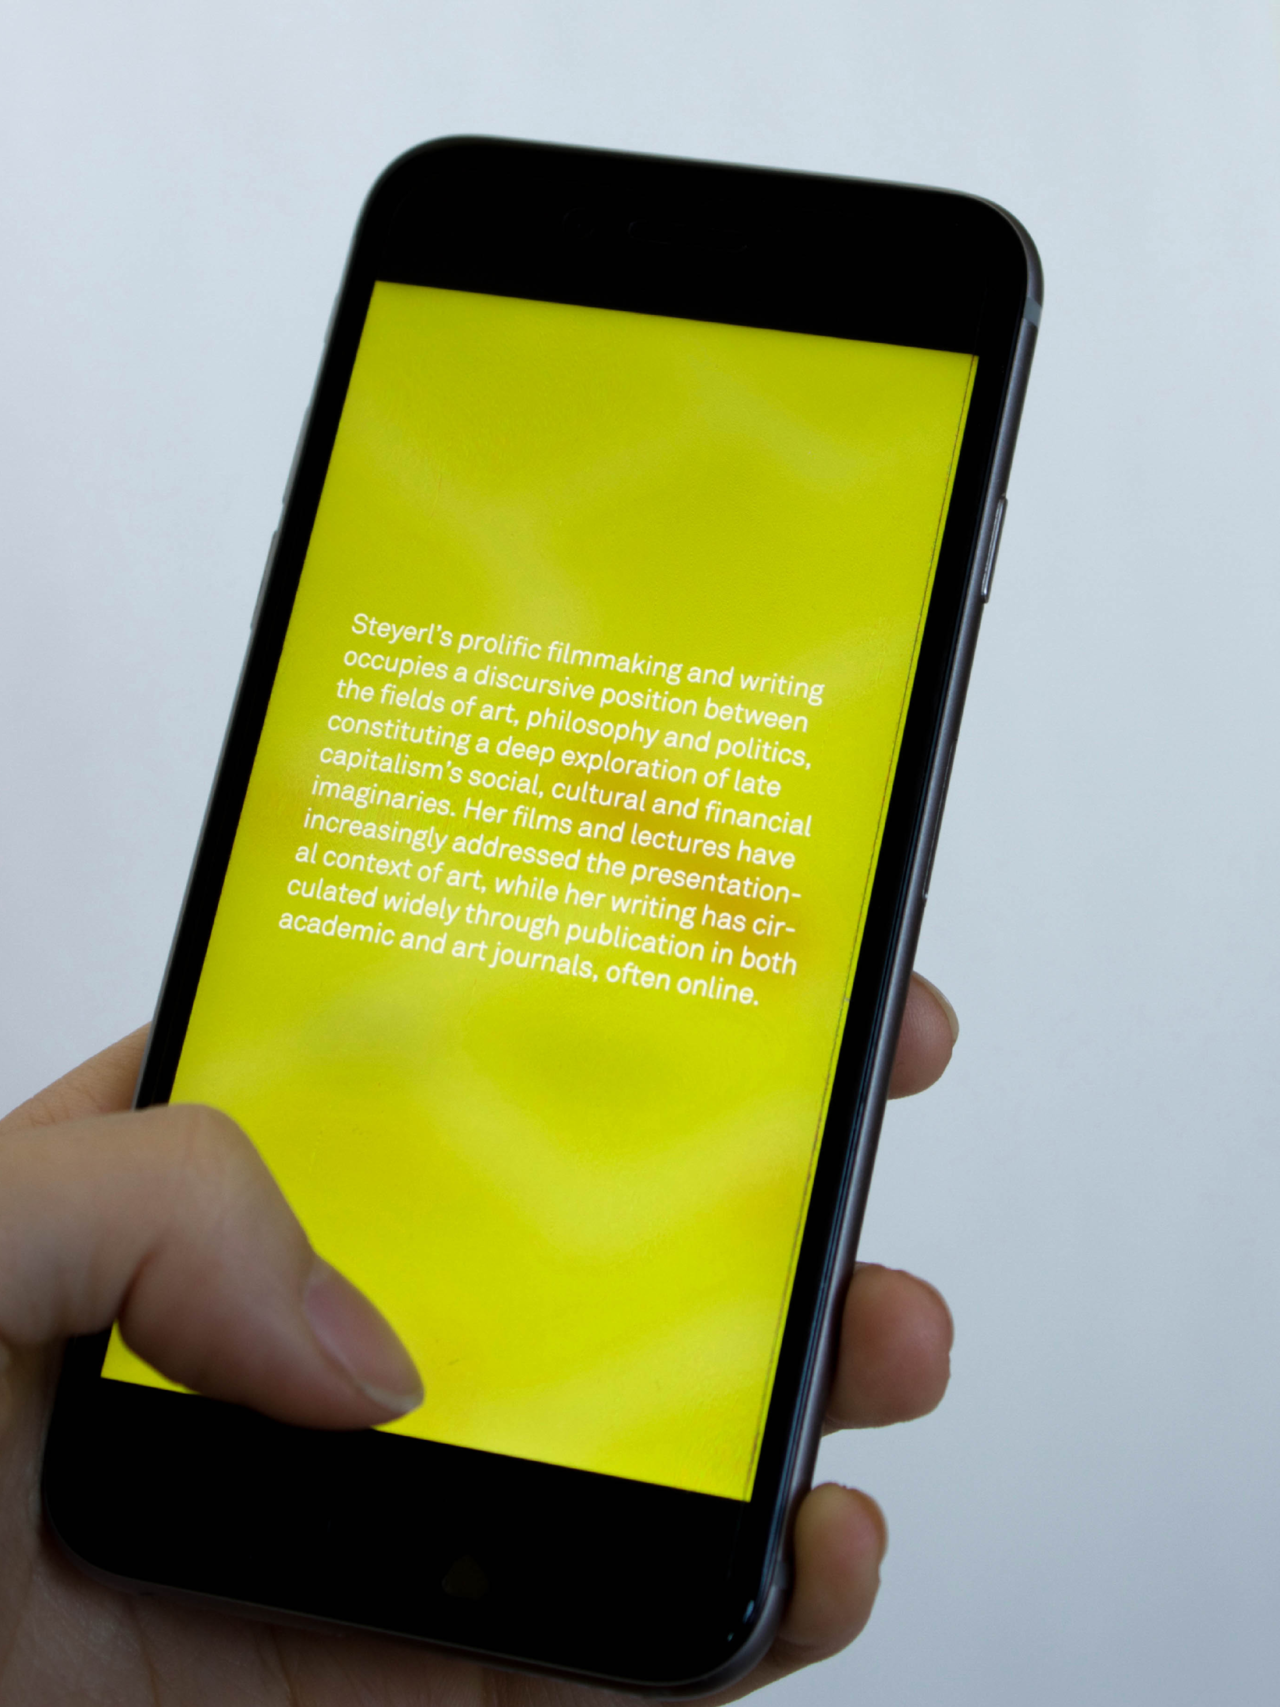 Steyerl's prolific filmmaking and writing
occupies a discursive position between
the fields of art, philosophy and politics,
constituting a deep exploration of late
capitalism's social, cultural and financial
imaginaries. Her films and lectures have
increasingly addressed the presentation-
al context of art, while her writing has cir-
culated widely through publication in both
academic and art journals, often online.